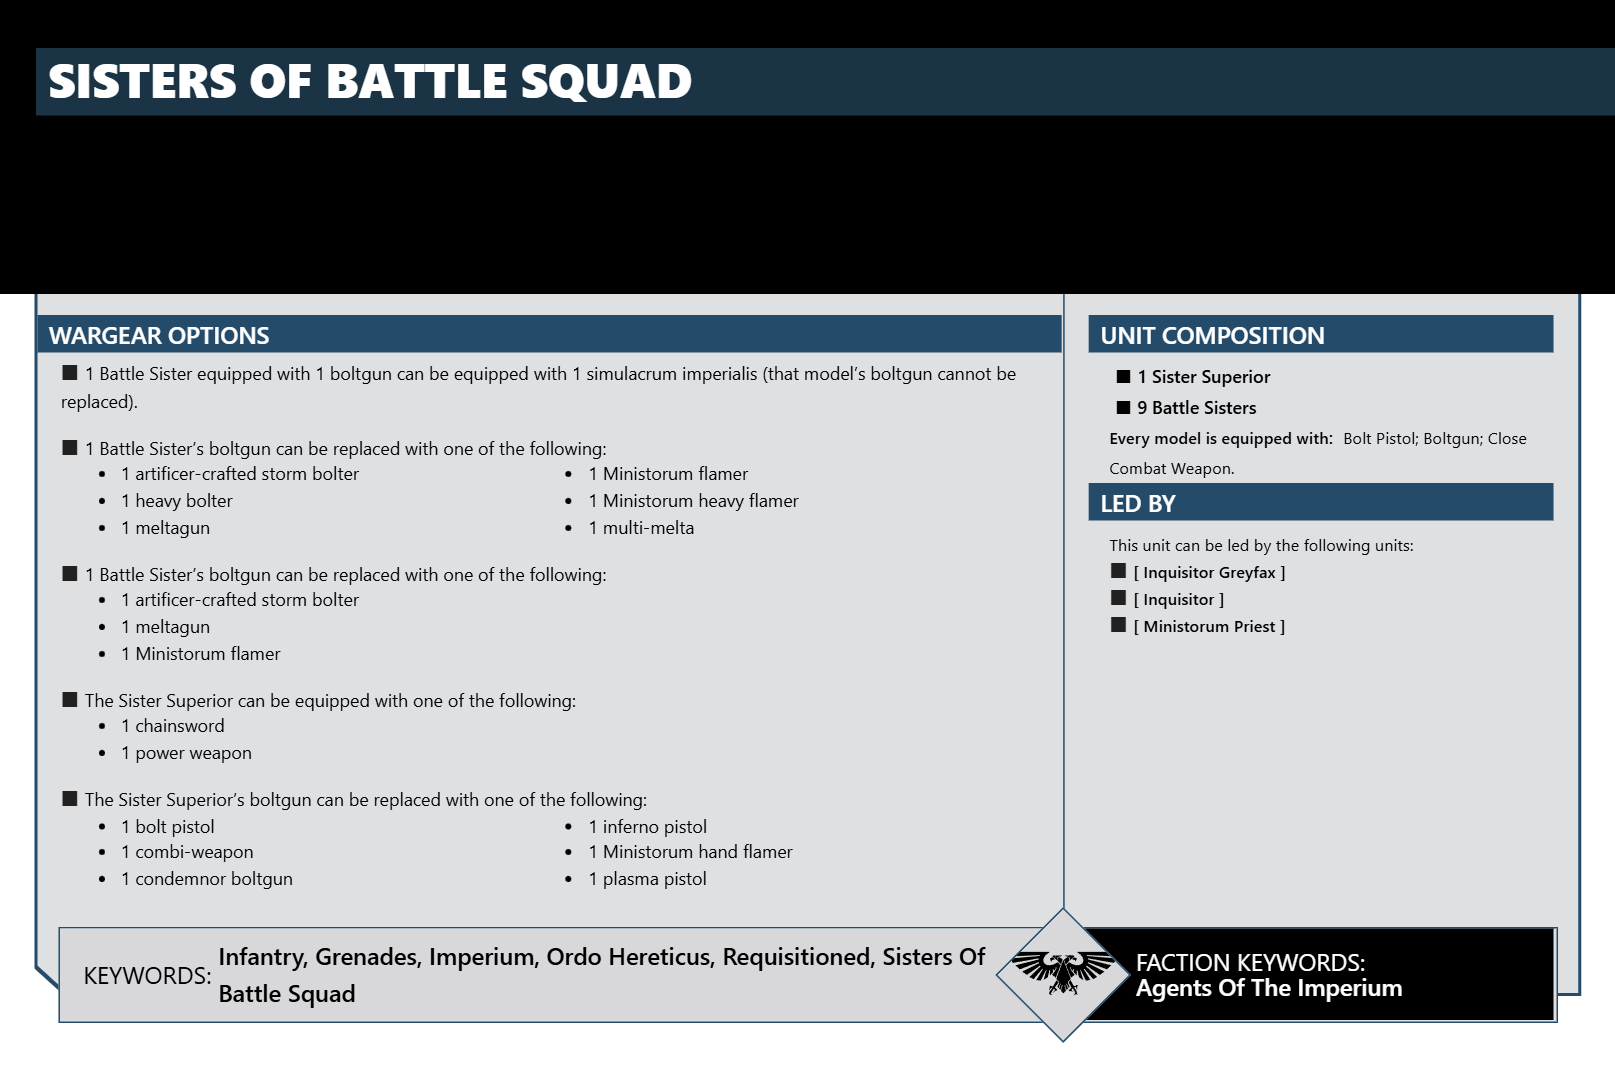 SISTERS OF BATTLE SQUAD
WARGEAR OPTIONS
■ 1 Battle Sister equipped with 1 boltgun can be equipped with 1 simulacrum imperialis (that model’s boltgun cannot be
replaced).
■ 1 Battle Sister’s boltgun can be replaced with one of the following:
• 1 artificer-crafted storm bolter
• 1 heavy bolter
• 1 meltagun
• 1 Ministorum flamer
• 1 Ministorum heavy flamer
• 1 multi-melta
■ 1 Battle Sister’s boltgun can be replaced with one of the following:
• 1 artificer-crafted storm bolter
• 1 meltagun
• 1 Ministorum flamer
■ The Sister Superior can be equipped with one of the following:
• 1 chainsword
• 1 power weapon
■ The Sister Superior’s boltgun can be replaced with one of the following:
• 1 bolt pistol
• 1 combi-weapon
• 1 condemnor boltgun
• 1 inferno pistol
• 1 Ministorum hand flamer
• 1 plasma pistol
UNIT COMPOSITION
■ 1 Sister Superior
■ 9 Battle Sisters
Every model is equipped with: Bolt Pistol; Boltgun; Close
Combat Weapon.
LED BY
This unit can be led by the following units:
■ [ Inquisitor Greyfax ]
■ [ Inquisitor ]
■ [ Ministorum Priest ]
KEYWORDS:
Infantry, Grenades, Imperium, Ordo Hereticus, Requisitioned, Sisters Of
Battle Squad
FACTION KEYWORDS:
Agents Of The Imperium